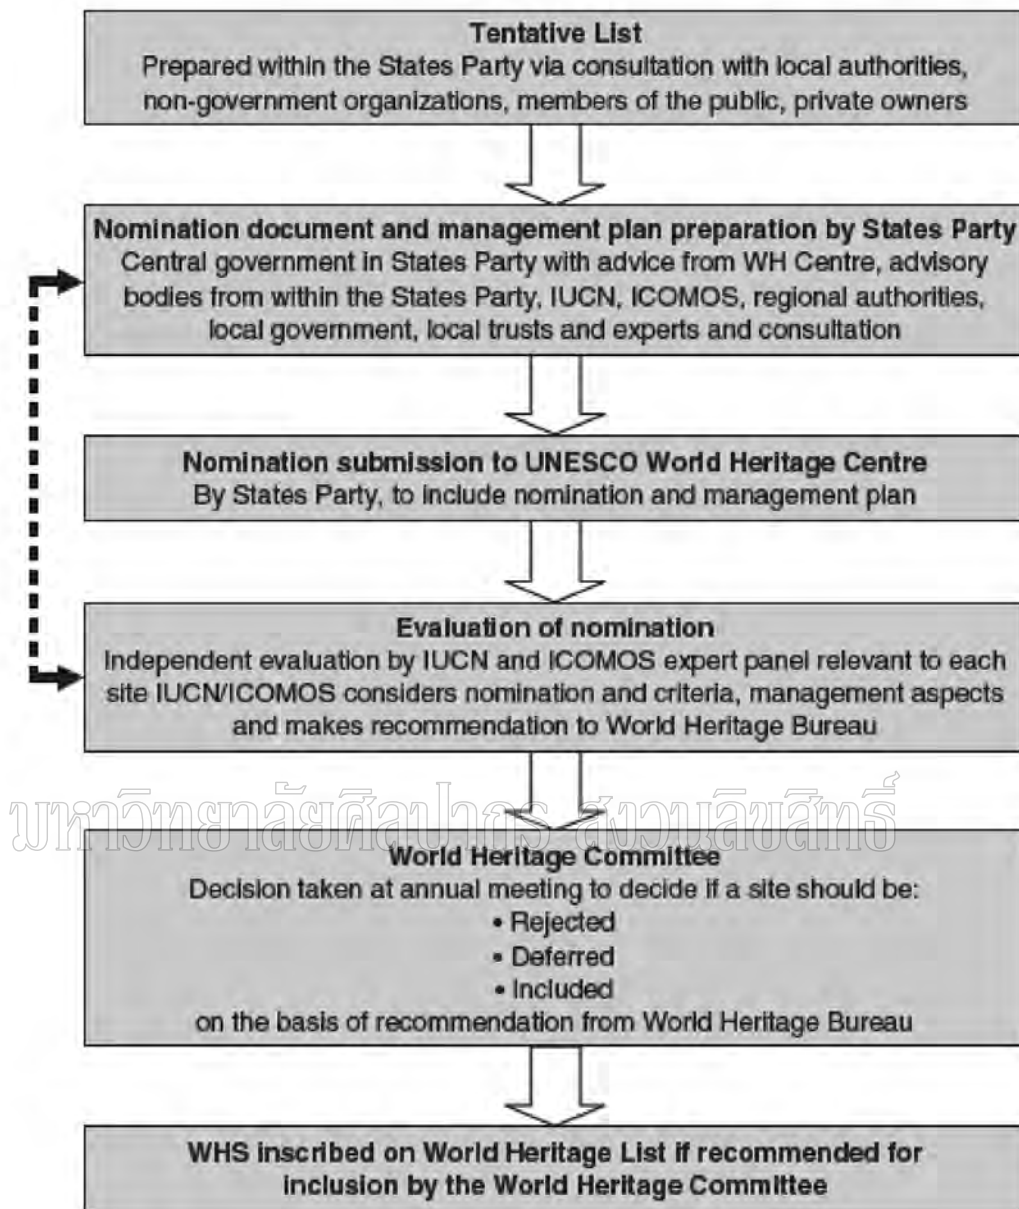 Tentative List
Prepared within the States Party via consultation with local authorities,
non-government organizations, members of the public, private owners
Nomination document and management plan preparation by States Party
Central government in States Party with advice from WH Centre, advisory
bodies from within the States Party, IUCN, ICOMOS, regional authorities,
local government, local trusts and experts and consultation
Nomination submission to UNESCO World Heritage Centre
By States Party, to include nomination and management plan
Evaluation of nomination
Independent evaluation by IUCN and ICOMOS expert panel relevant to each
site IUCN/ICOMOS considers nomination and criteria, management aspects
and makes recommendation to World Heritage Bureau
มหาวิทยาลัยศิลปากร สงวนลิขสิทธิ์
World Heritage Committee
Decision taken at annual meeting to decide if a site should be:
• Rejected
• Deferred
• Included
on the basis of recommendation from World Heritage Bureau
WHS inscribed on World Heritage List if recommended for
inclusion by the World Heritage Committee